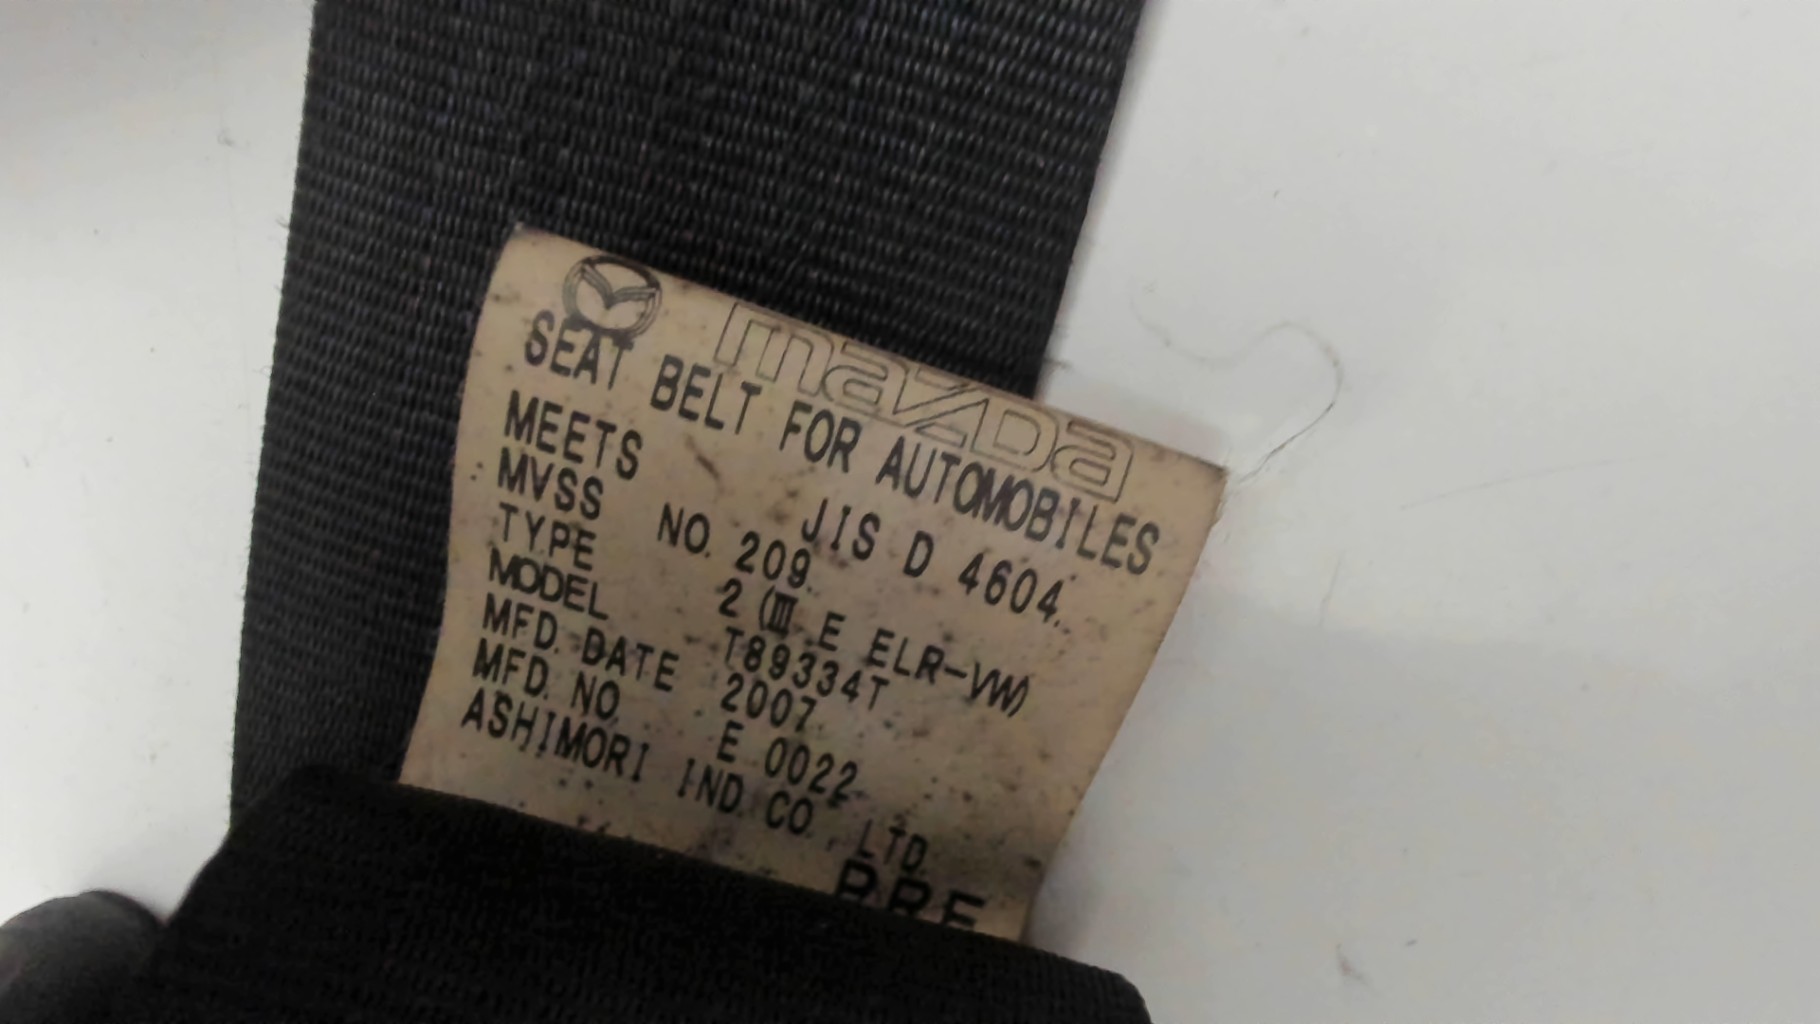 mazda
SEAT BELT FOR AUTOMOBILES
MEETS JIS D 4604.
MVSS NO. 209.
TYPE 2 (Ⅲ E ELR-VW)
MODEL T89334T
MFD. DATE 2007
MFD. NO. E 0022
ASHIMORI IND. CO. LTD.